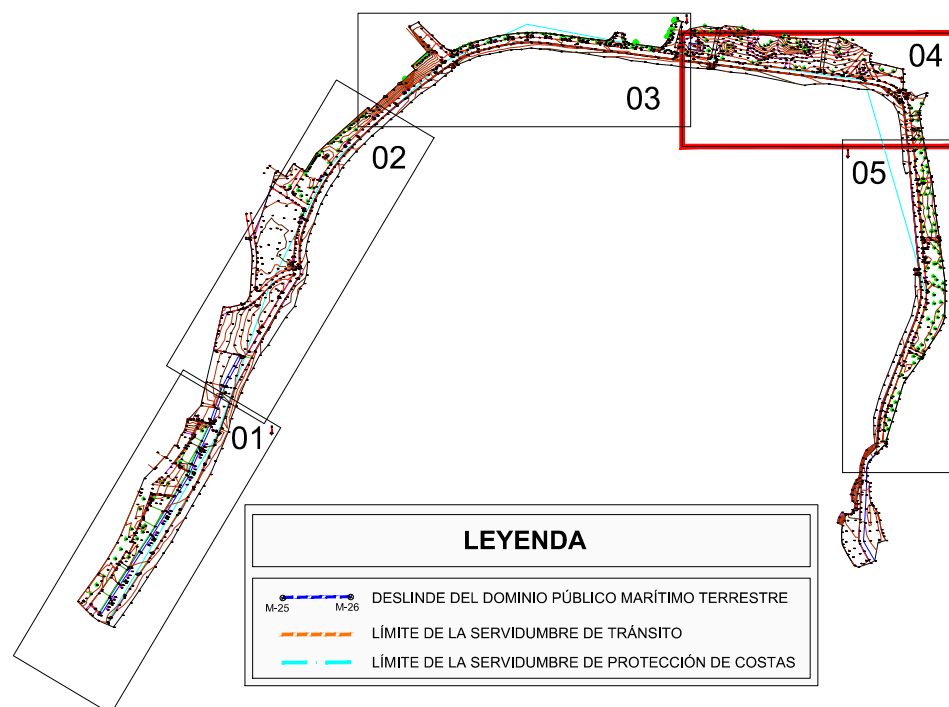 04
03
02
05
01
LEYENDA
M-25 M-26 DESLINDE DEL DOMINIO PÚBLICO MARÍTIMO TERRESTRE
LÍMITE DE LA SERVIDUMBRE DE TRÁNSITO
LÍMITE DE LA SERVIDUMBRE DE PROTECCIÓN DE COSTAS